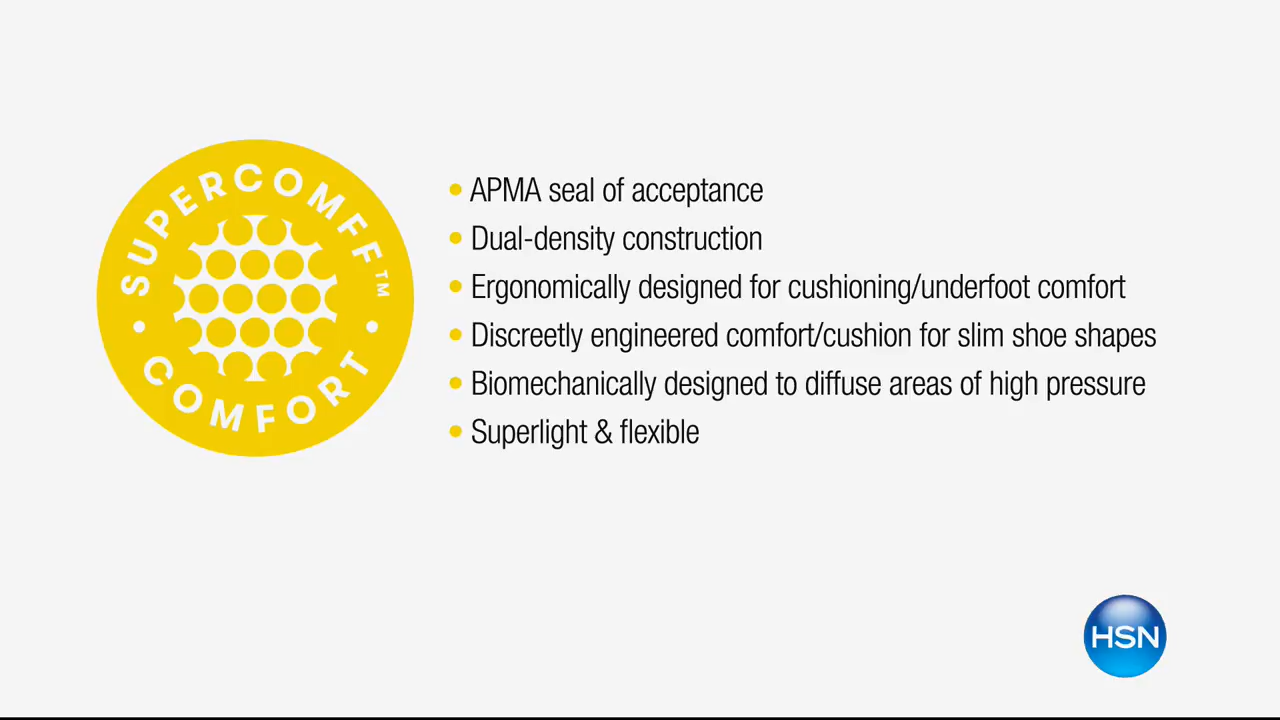 SUPERCOMFF™
COMFORT
• APMA seal of acceptance
• Dual-density construction
• Ergonomically designed for cushioning/underfoot comfort
• Discreetly engineered comfort/cushion for slim shoe shapes
• Biomechanically designed to diffuse areas of high pressure
• Superlight & flexible
HSN